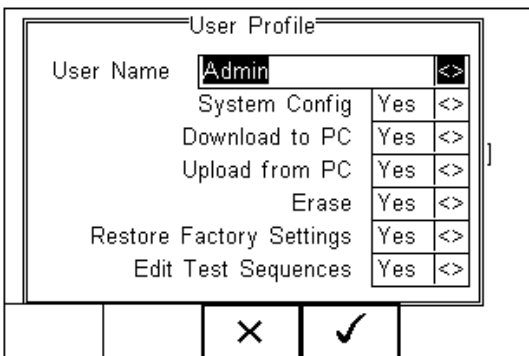 User Profile
User Name Admin <>
System Config Yes <>
Download to PC Yes <>
Upload from PC Yes <>
]
Erase Yes <>
Restore Factory Settings Yes <>
Edit Test Sequences Yes <>
✕ ✓